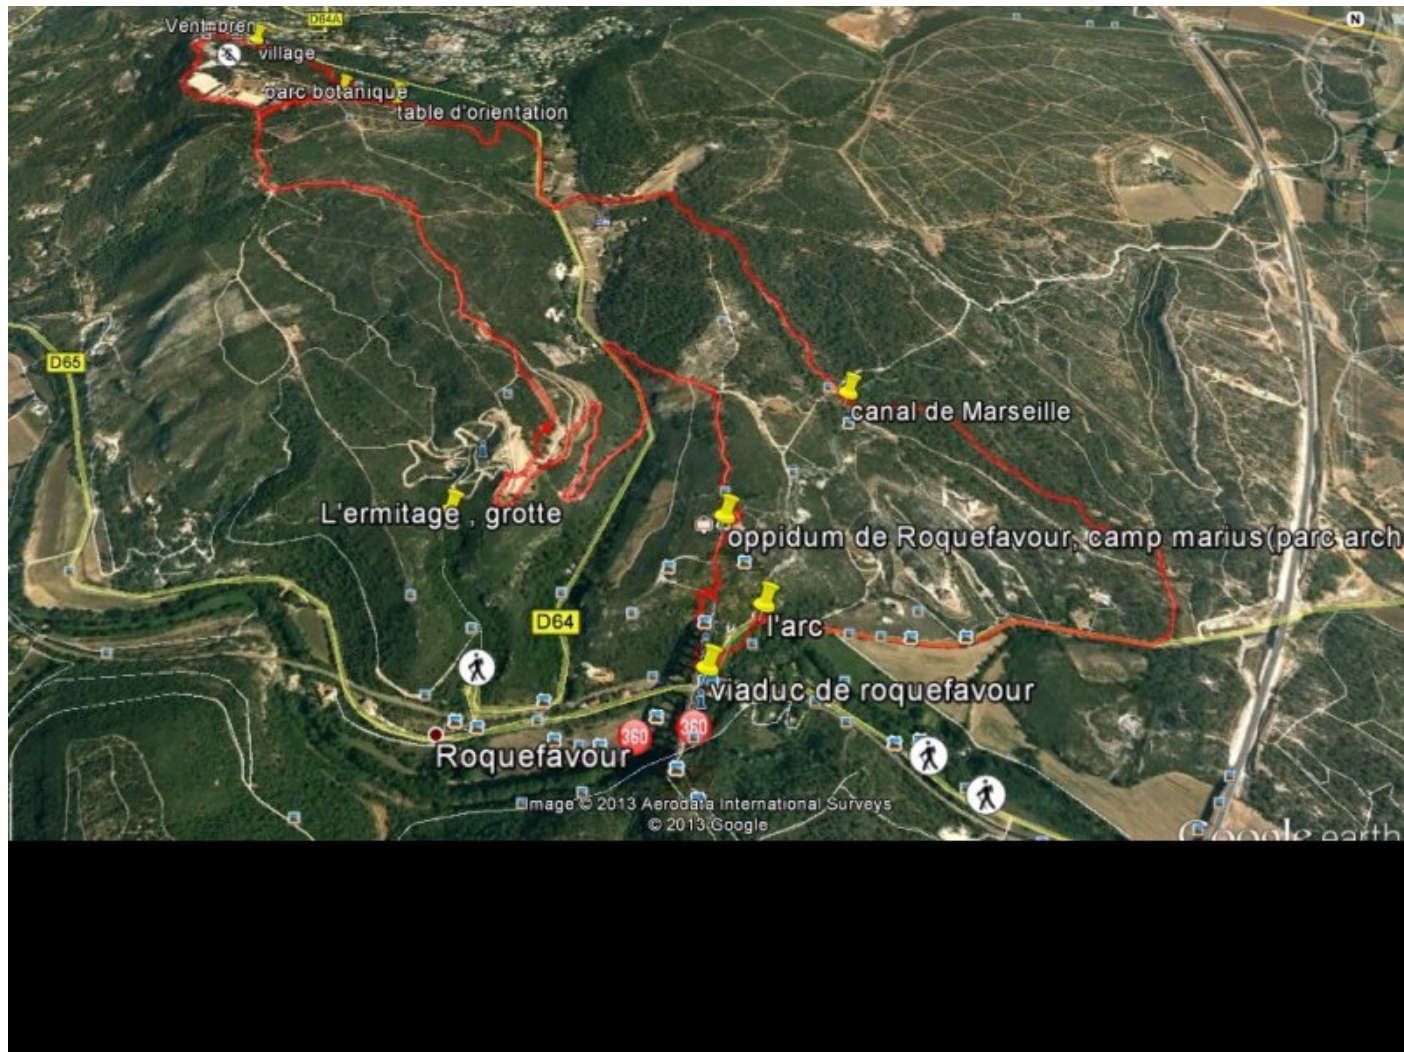 D64A
N
Ventabren
village
parc botanique
table d'orientation
D65
canal de Marseille
L'ermitage , grotte
oppidum de Roquefavour, camp marius(parc arch
D64
l'arc
viaduc de roquefavour
360
360
Roquefavour
Image © 2013 Aerodata International Surveys
© 2013 Google
Google earth